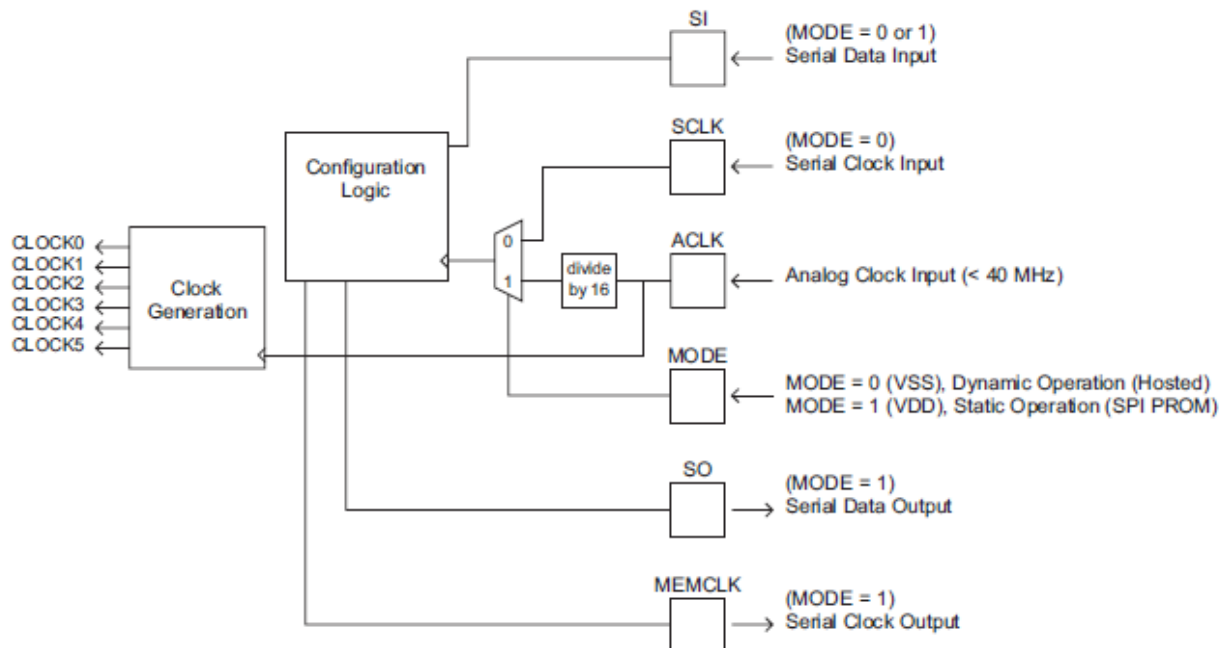 SI
(MODE = 0 or 1)
Serial Data Input
SCLK
(MODE = 0)
Serial Clock Input
Configuration
Logic
ACLK
Analog Clock Input (< 40 MHz)
0
1
divide
by 16
CLOCK0
CLOCK1
CLOCK2
CLOCK3
CLOCK4
CLOCK5
Clock
Generation
MODE
MODE = 0 (VSS), Dynamic Operation (Hosted)
MODE = 1 (VDD), Static Operation (SPI PROM)
SO
(MODE = 1)
Serial Data Output
MEMCLK
(MODE = 1)
Serial Clock Output